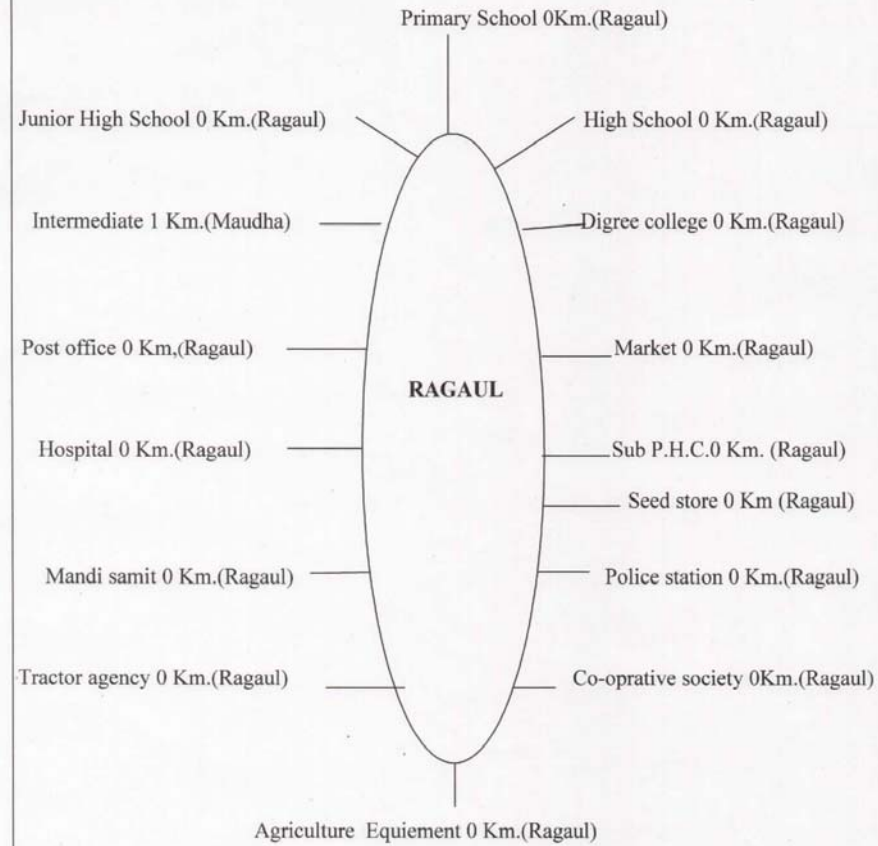 Primary School 0Km.(Ragaul)
Junior High School 0 Km.(Ragaul)
High School 0 Km.(Ragaul)
Intermediate 1 Km.(Maudha)
Digree college 0 Km.(Ragaul)
Post office 0 Km,(Ragaul)
Market 0 Km.(Ragaul)
RAGAUL
Hospital 0 Km.(Ragaul)
Sub P.H.C.0 Km. (Ragaul)
Seed store 0 Km (Ragaul)
Mandi samit 0 Km.(Ragaul)
Police station 0 Km.(Ragaul)
Tractor agency 0 Km.(Ragaul)
Co-oprative society 0Km.(Ragaul)
Agriculture Equiement 0 Km.(Ragaul)